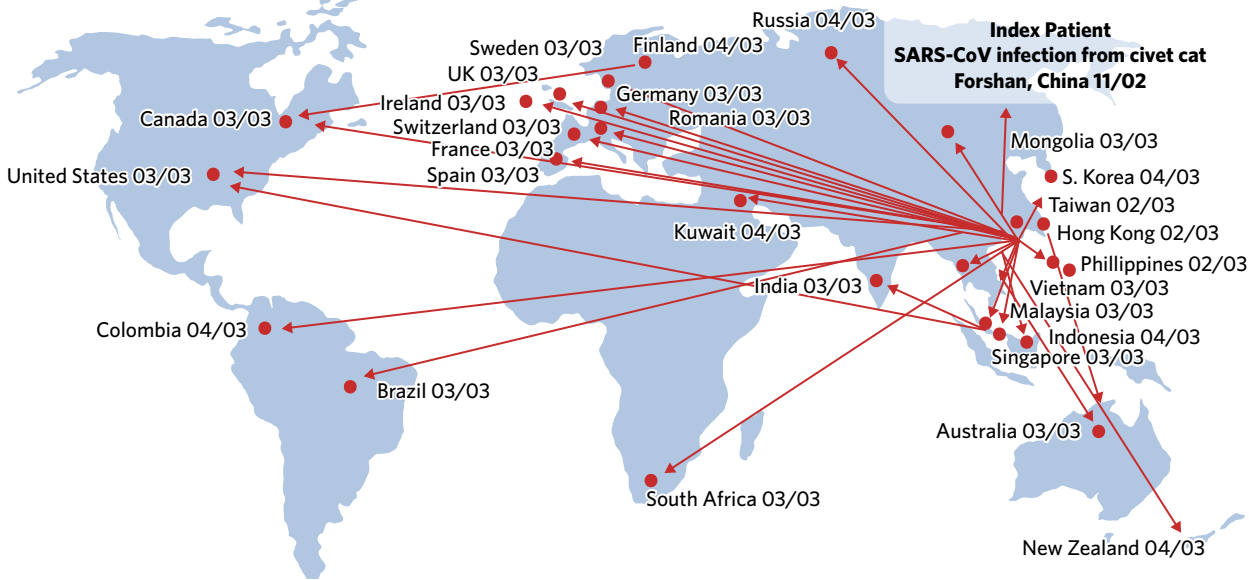 Russia 04/03
Index Patient
SARS-CoV infection from civet cat
Forshan, China 11/02
Sweden 03/03
Finland 04/03
UK 03/03
Germany 03/03
Ireland 03/03
Romania 03/03
Canada 03/03
Switzerland 03/03
Mongolia 03/03
France 03/03
United States 03/03
Spain 03/03
S. Korea 04/03
Taiwan 02/03
Kuwait 04/03
Hong Kong 02/03
Phillippines 02/03
India 03/03
Vietnam 03/03
Malaysia 03/03
Colombia 04/03
Indonesia 04/03
Singapore 03/03
Brazil 03/03
Australia 03/03
South Africa 03/03
New Zealand 04/03